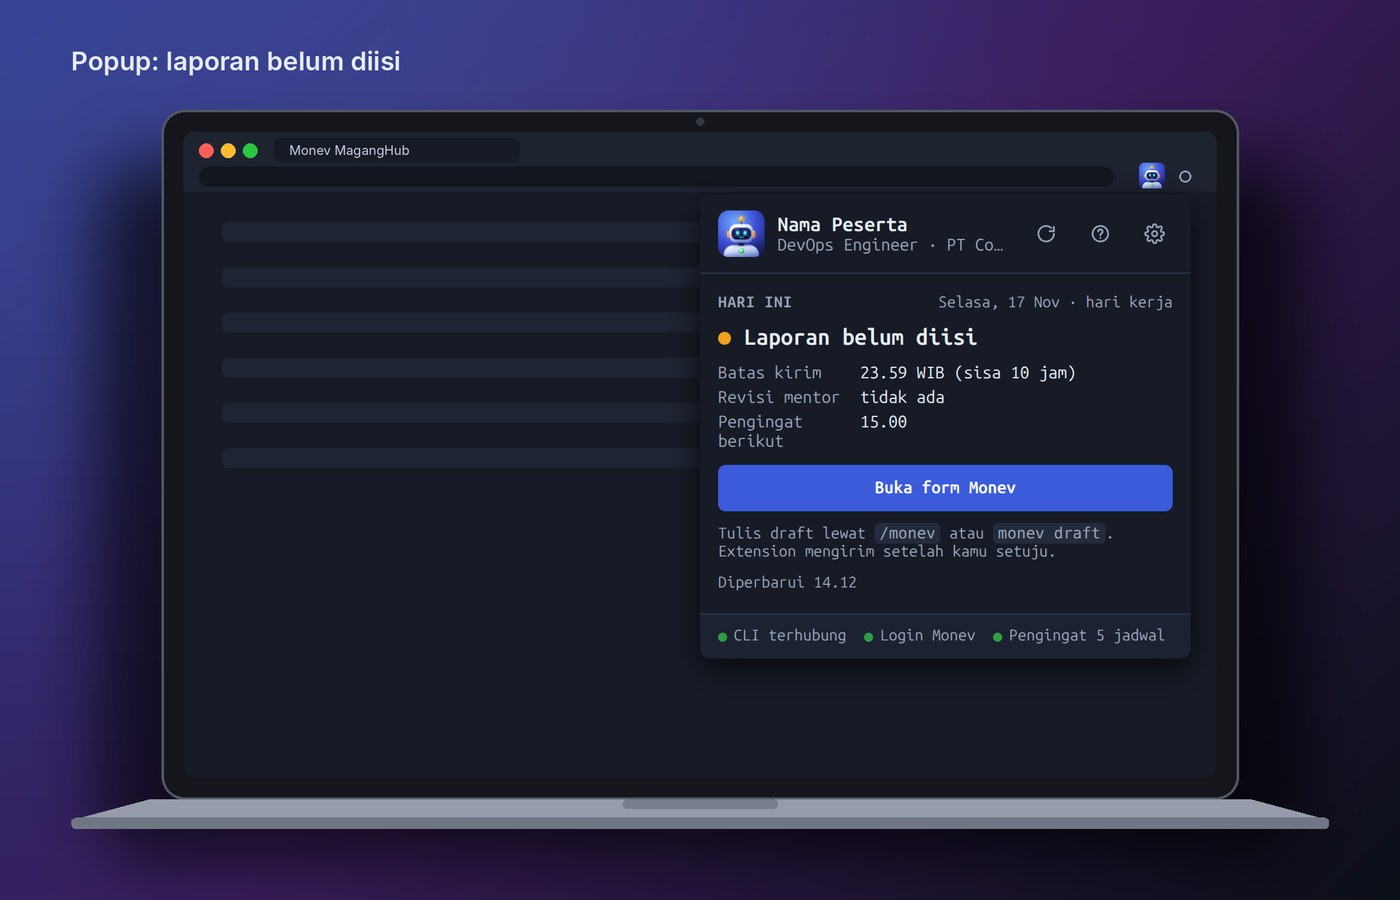 Popup: laporan belum diisi
Monev MagangHub
Nama Peserta
DevOps Engineer · PT Co…
HARI INI
Selasa, 17 Nov · hari kerja
Laporan belum diisi
Batas kirim 23.59 WIB (sisa 10 jam)
Revisi mentor tidak ada
Pengingat berikut 15.00
Buka form Monev
Tulis draft lewat /monev atau monev draft.
Extension mengirim setelah kamu setuju.
Diperbarui 14.12
CLI terhubung Login Monev Pengingat 5 jadwal